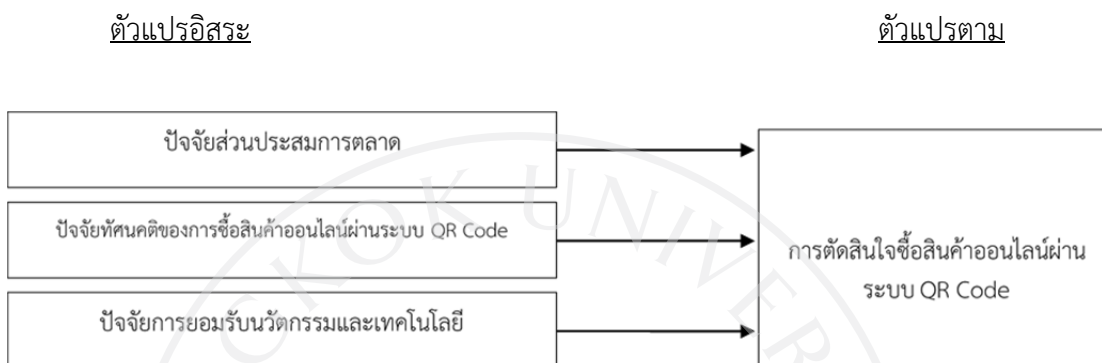 ตัวแปรอิสระ
ตัวแปรตาม
ปัจจัยส่วนประสมการตลาด
ปัจจัยทัศนคติของการซื้อสินค้าออนไลน์ผ่านระบบ QR Code
ปัจจัยการยอมรับนวัตกรรมและเทคโนโลยี
การตัดสินใจซื้อสินค้าออนไลน์ผ่าน
ระบบ QR Code